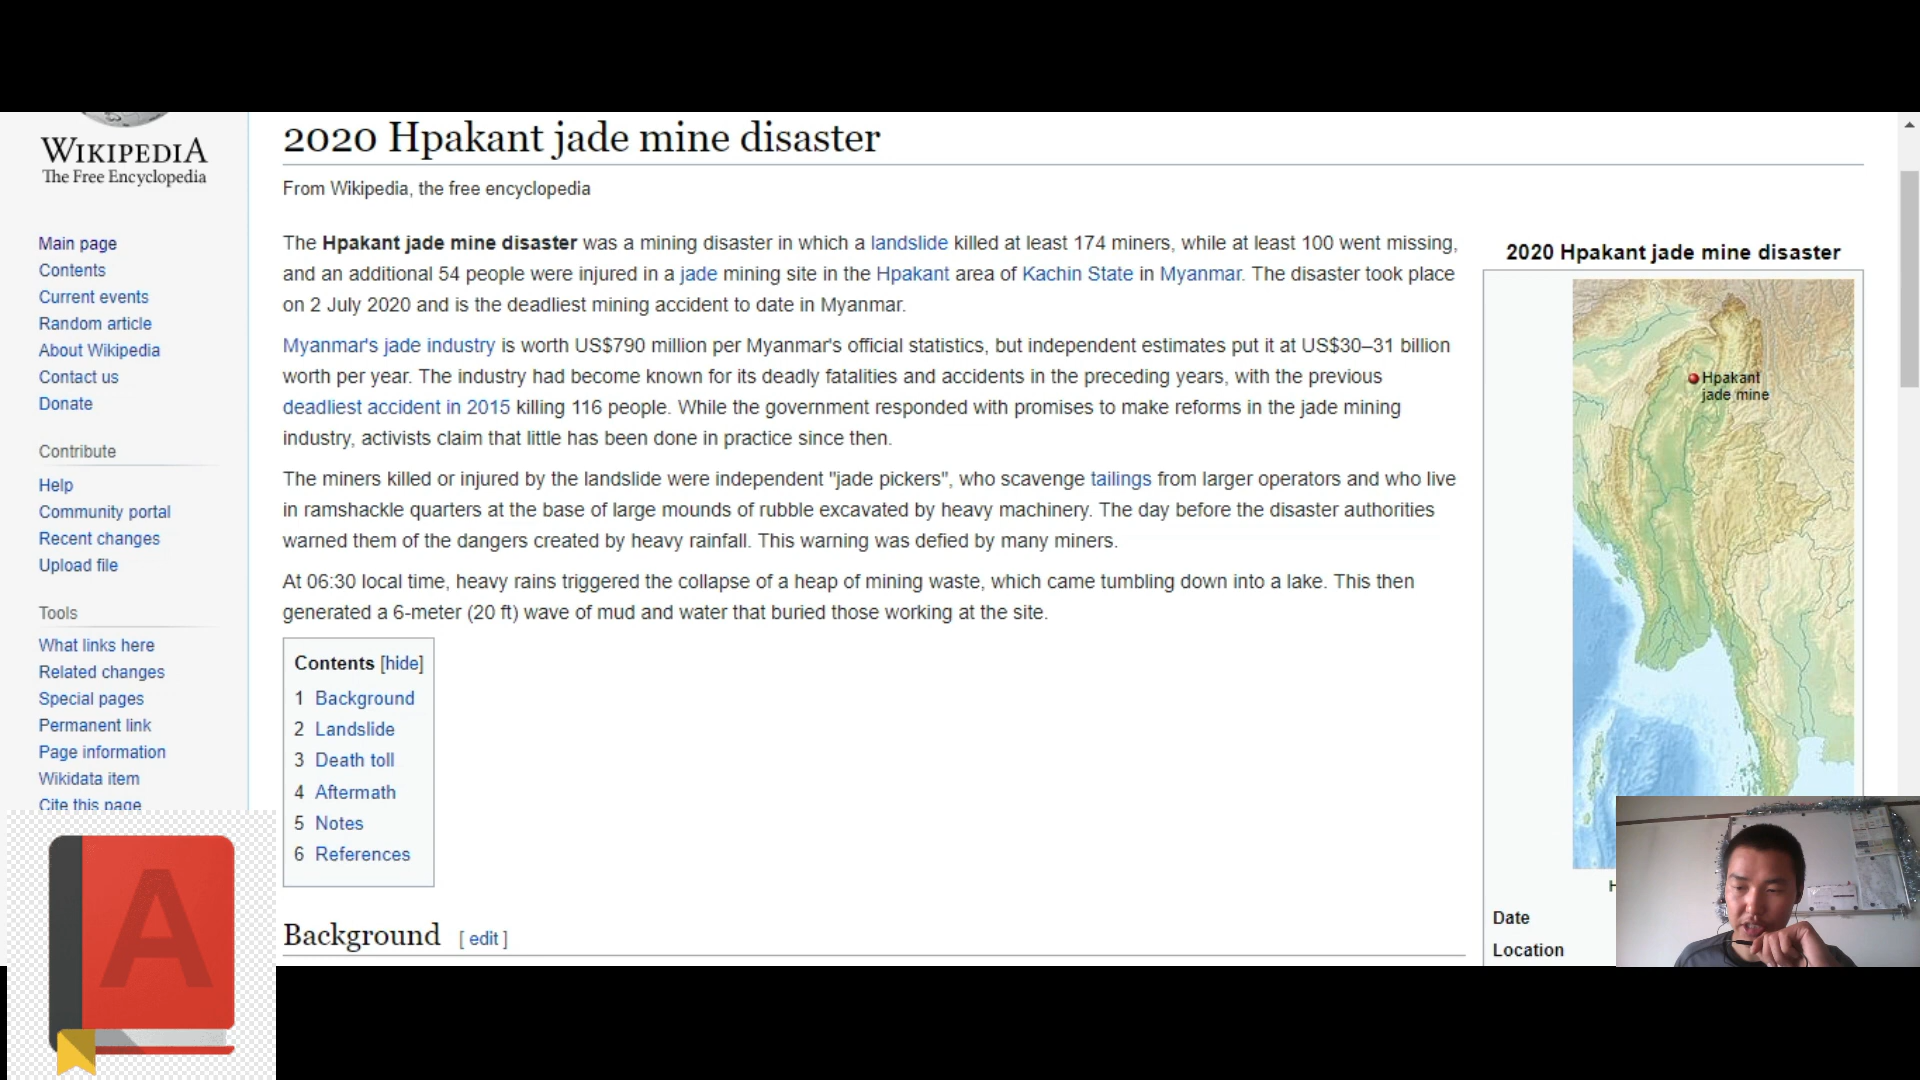 WIKIPEDIA
The Free Encyclopedia
Main page
Contents
Current events
Random article
About Wikipedia
Contact us
Donate
Contribute
Help
Community portal
Recent changes
Upload file
Tools
What links here
Related changes
Special pages
Permanent link
Page information
Wikidata item
Cite this page
2020 Hpakant jade mine disaster
From Wikipedia, the free encyclopedia
The Hpakant jade mine disaster was a mining disaster in which a landslide killed at least 174 miners, while at least 100 went missing,
and an additional 54 people were injured in a jade mining site in the Hpakant area of Kachin State in Myanmar. The disaster took place
on 2 July 2020 and is the deadliest mining accident to date in Myanmar.
Myanmar's jade industry is worth US$790 million per Myanmar's official statistics, but independent estimates put it at US$30–31 billion
worth per year. The industry had become known for its deadly fatalities and accidents in the preceding years, with the previous
deadliest accident in 2015 killing 116 people. While the government responded with promises to make reforms in the jade mining
industry, activists claim that little has been done in practice since then.
The miners killed or injured by the landslide were independent "jade pickers", who scavenge tailings from larger operators and who live
in ramshackle quarters at the base of large mounds of rubble excavated by heavy machinery. The day before the disaster authorities
warned them of the dangers created by heavy rainfall. This warning was defied by many miners.
At 06:30 local time, heavy rains triggered the collapse of a heap of mining waste, which came tumbling down into a lake. This then
generated a 6-meter (20 ft) wave of mud and water that buried those working at the site.
Contents [hide]
1 Background
2 Landslide
3 Death toll
4 Aftermath
5 Notes
6 References
Background [ edit ]
2020 Hpakant jade mine disaster
Hpakant
jade mine
H
Date
Location
A